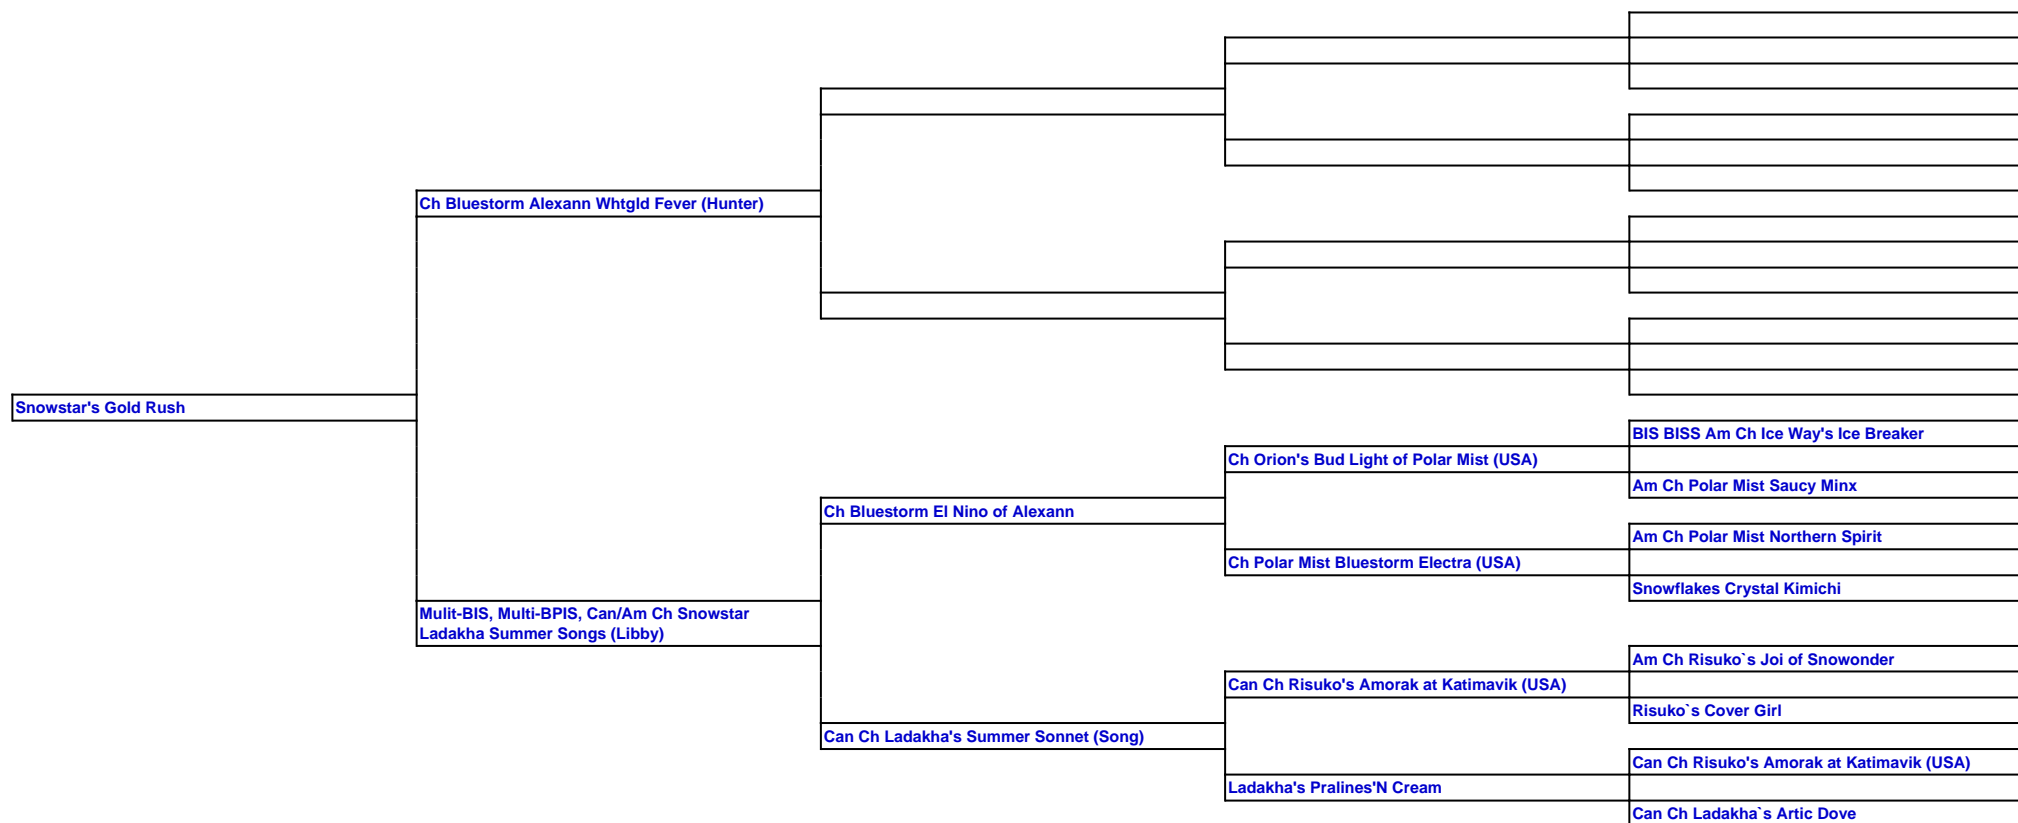 Ch Bluestorm Alexann Whtgld Fever (Hunter)
Snowstar's Gold Rush
BIS BISS Am Ch Ice Way's Ice Breaker
Ch Orion's Bud Light of Polar Mist (USA)
Am Ch Polar Mist Saucy Minx
Ch Bluestorm El Nino of Alexann
Am Ch Polar Mist Northern Spirit
Ch Polar Mist Bluestorm Electra (USA)
Snowflakes Crystal Kimichi
Mulit-BIS, Multi-BPIS, Can/Am Ch Snowstar
Ladakha Summer Songs (Libby)
Am Ch Risuko`s Joi of Snowonder
Can Ch Risuko's Amorak at Katimavik (USA)
Risuko`s Cover Girl
Can Ch Ladakha's Summer Sonnet (Song)
Can Ch Risuko's Amorak at Katimavik (USA)
Ladakha's Pralines'N Cream
Can Ch Ladakha`s Artic Dove